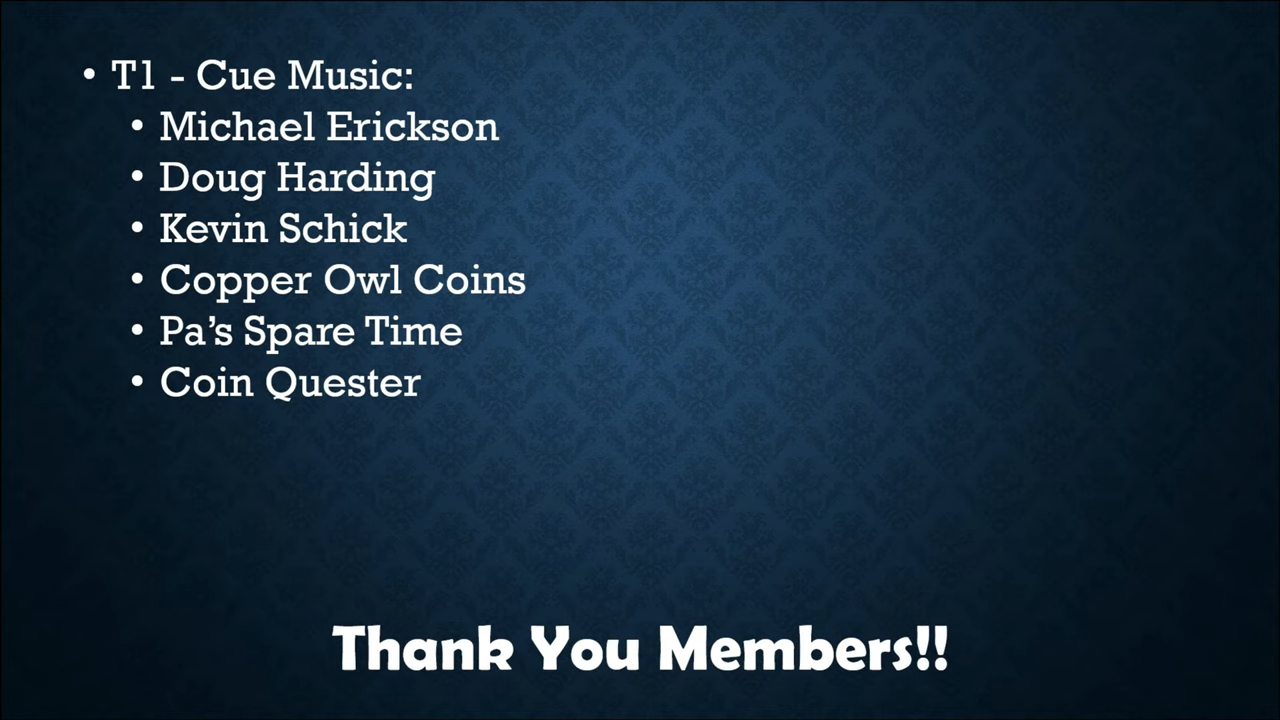 • T1 - Cue Music:
• Michael Erickson
• Doug Harding
• Kevin Schick
• Copper Owl Coins
• Pa’s Spare Time
• Coin Quester
Thank You Members!!